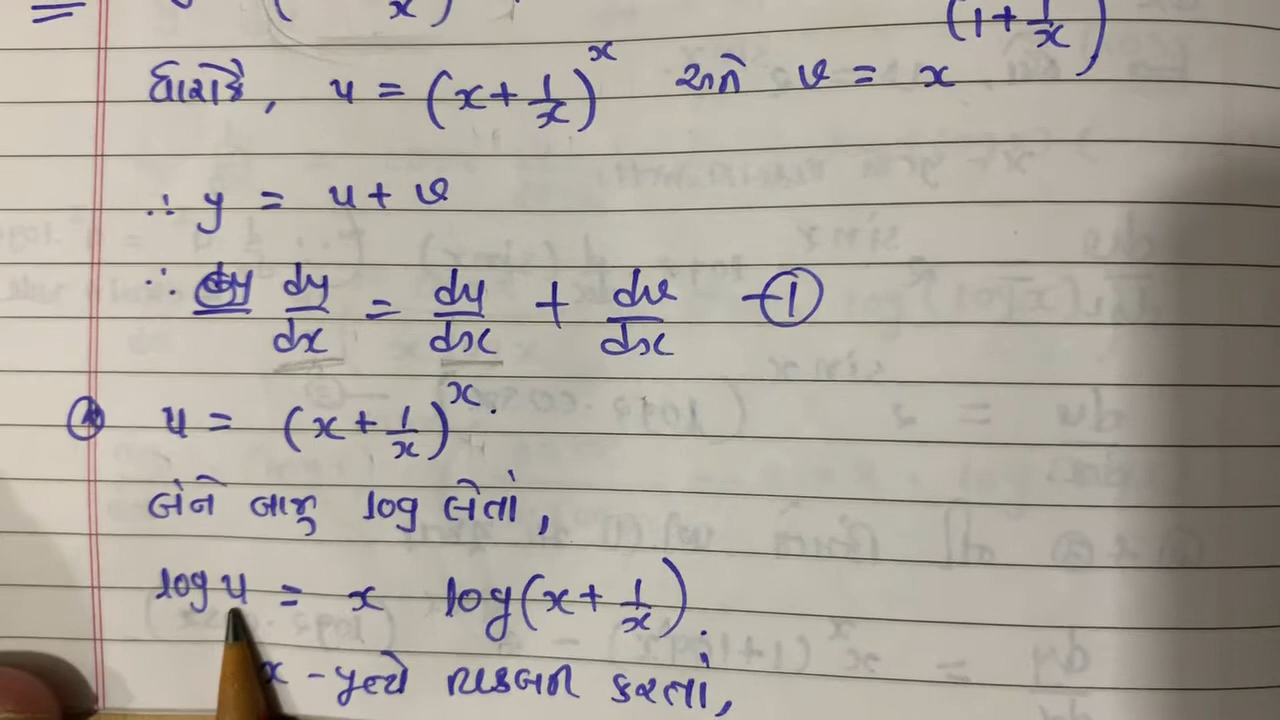 ધારોકે, u = (x + 1/x)^x અને v = x^(1 + 1/x)
∴ y = u + v
∴ dy/dx = du/dx + dv/dx —①
u = (x + 1/x)^x.
બંને બાજુ log લેતાં,
log u = x log(x + 1/x).
x - પ્રત્યે વિકલન કરતાં,